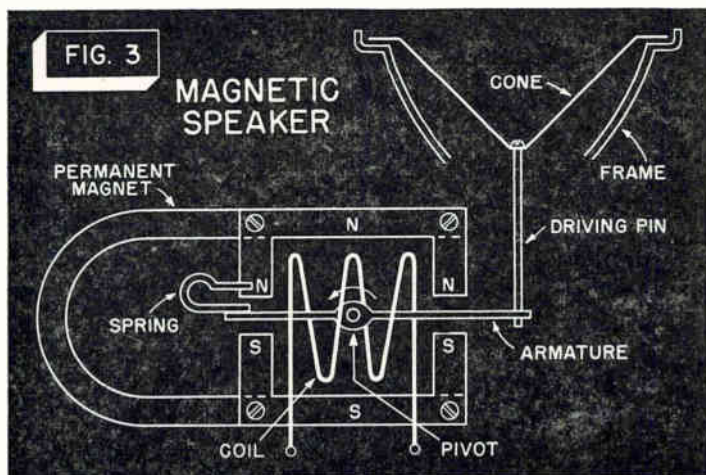 FIG. 3
MAGNETIC
SPEAKER
CONE
FRAME
PERMANENT
MAGNET
DRIVING PIN
N
N
N
SPRING
ARMATURE
S
S
S
COIL
PIVOT